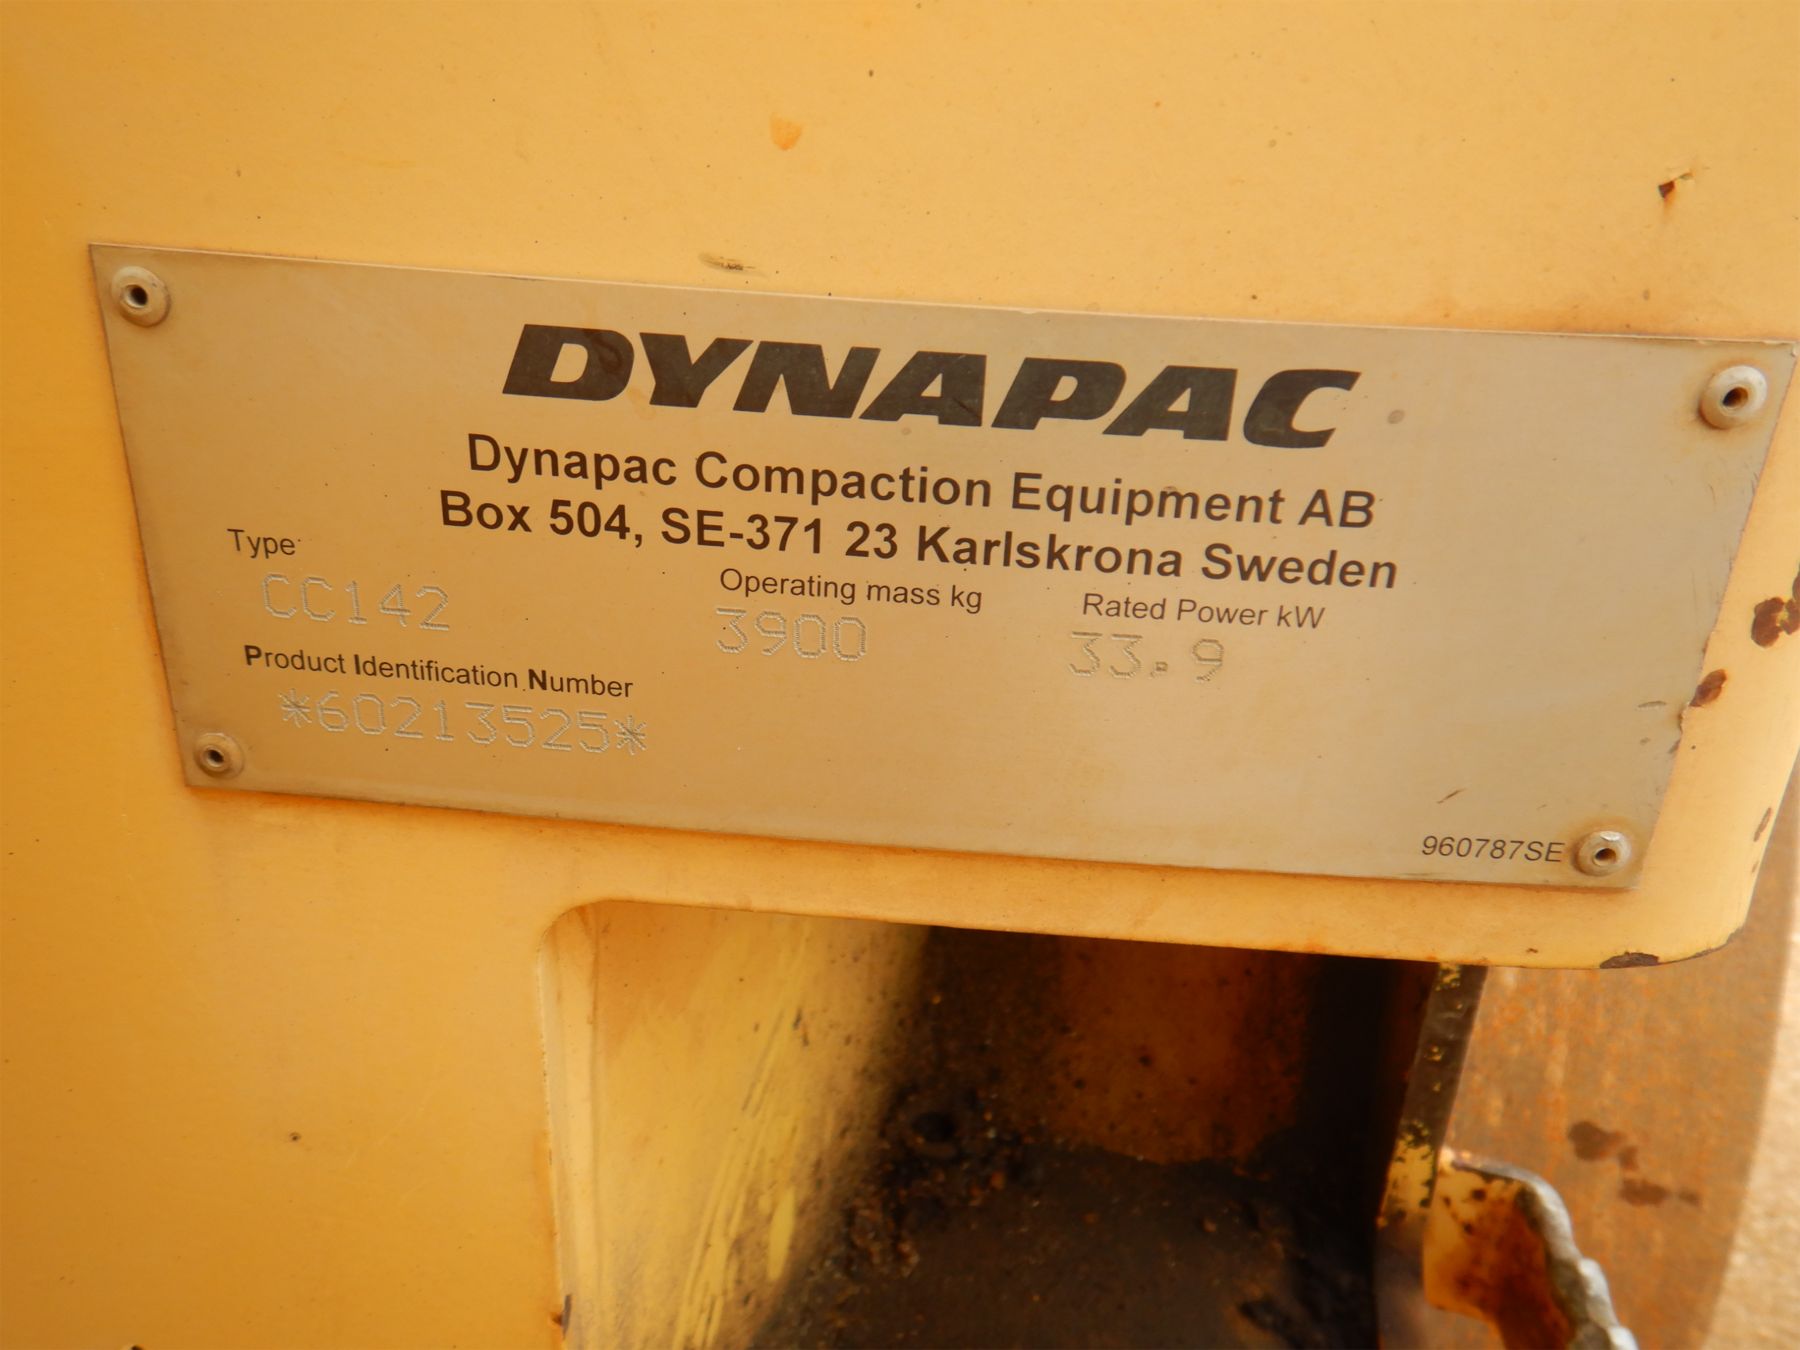 DYNAPAC
Dynapac Compaction Equipment AB
Box 504, SE-371 23 Karlskrona Sweden
Type
CC142
Operating mass kg
3900
Rated Power kW
33.9
Product Identification Number
*60213525*
960787SE